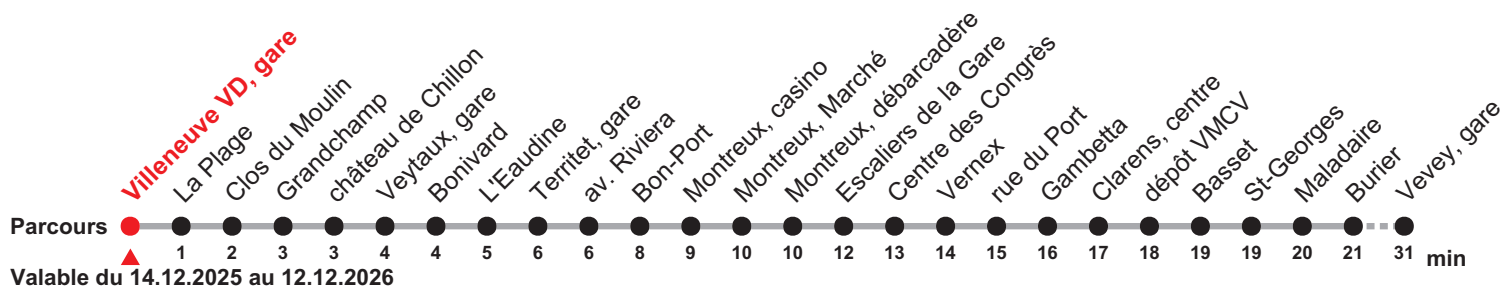 Villeneuve VD, gare
La Plage
Clos du Moulin
Grandchamp
château de Chillon
Veytaux, gare
Bonivard
L'Eaudine
Territet, gare
av. Riviera
Bon-Port
Montreux, casino
Montreux, Marché
Montreux, débarcadère
Escaliers de la Gare
Centre des Congrès
Vernex
rue du Port
Gambetta
Clarens, centre
dépôt VMCV
Basset
St-Georges
Maladaire
Burier
Vevey, gare
Parcours
1 2 3 3 4 4 5 6 6 8 9 10 10 12 13 14 15 16 17 18 19 19 20 21 31 min
Valable du 14.12.2025 au 12.12.2026